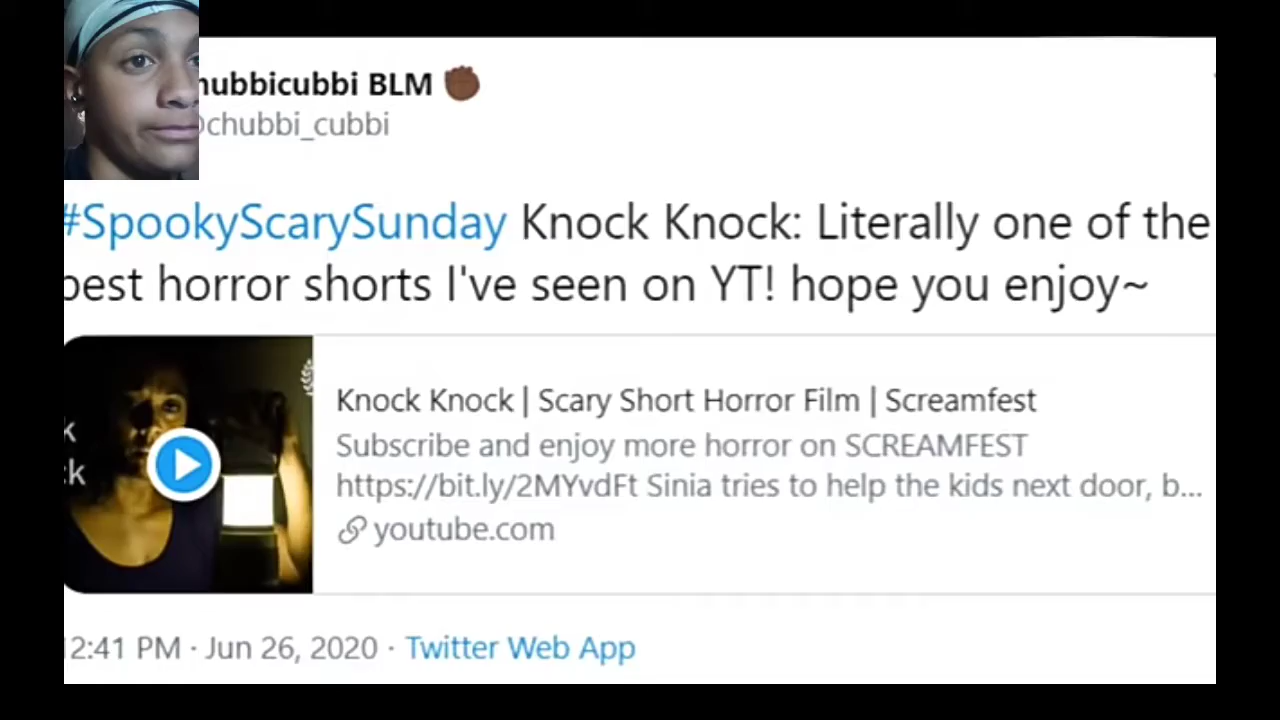 hubbicubbi BLM
@chubbi_cubbi
#SpookyScarySunday Knock Knock: Literally one of the
best horror shorts I've seen on YT! hope you enjoy~
Knock Knock | Scary Short Horror Film | Screamfest
Subscribe and enjoy more horror on SCREAMFEST
https://bit.ly/2MYvdFt Sinia tries to help the kids next door, b...
youtube.com
k
ck
12:41 PM · Jun 26, 2020 · Twitter Web App